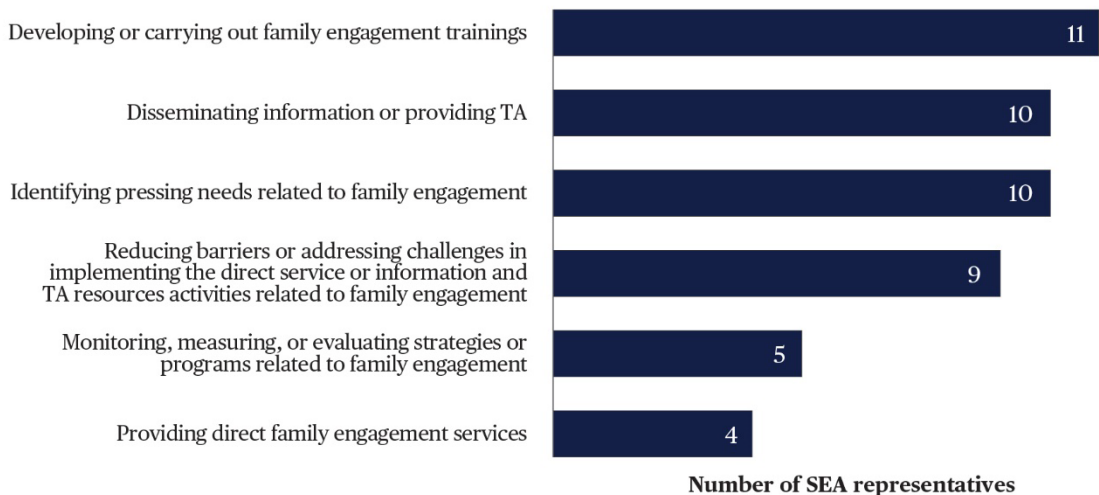 Developing or carrying out family engagement trainings
11
Disseminating information or providing TA
10
Identifying pressing needs related to family engagement
10
Reducing barriers or addressing challenges in
implementing the direct service or information and
TA resources activities related to family engagement
9
Monitoring, measuring, or evaluating strategies or
programs related to family engagement
5
Providing direct family engagement services
4
Number of SEA representatives